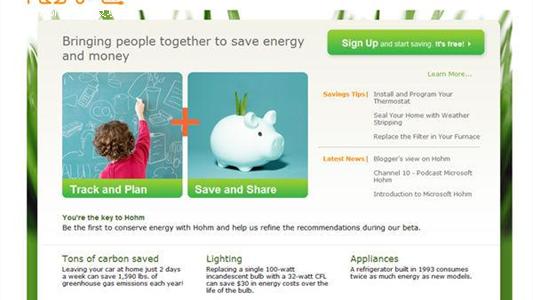 Bringing people together to save energy
and money
Sign Up and start saving. It's free!
Learn More...
Savings Tips | Install and Program Your
Thermostat
Seal Your Home with Weather
Stripping
Replace the Filter in Your Furnace
Latest News | Blogger's view on Hohm
Channel 10 - Podcast Microsoft
Hohm
Introduction to Microsoft Hohm
Track and Plan
Save and Share
You're the key to Hohm
Be the first to conserve energy with Hohm and help us refine the recommendations during our beta.
Tons of carbon saved
Leaving your car at home just 2 days
a week can save 1,590 lbs. of
greenhouse gas emissions each year!
Lighting
Replacing a single 100-watt
incandescent bulb with a 32-watt CFL
can save $30 in energy costs over the
life of the bulb.
Appliances
A refrigerator built in 1993 consumes
twice as much energy as new models.